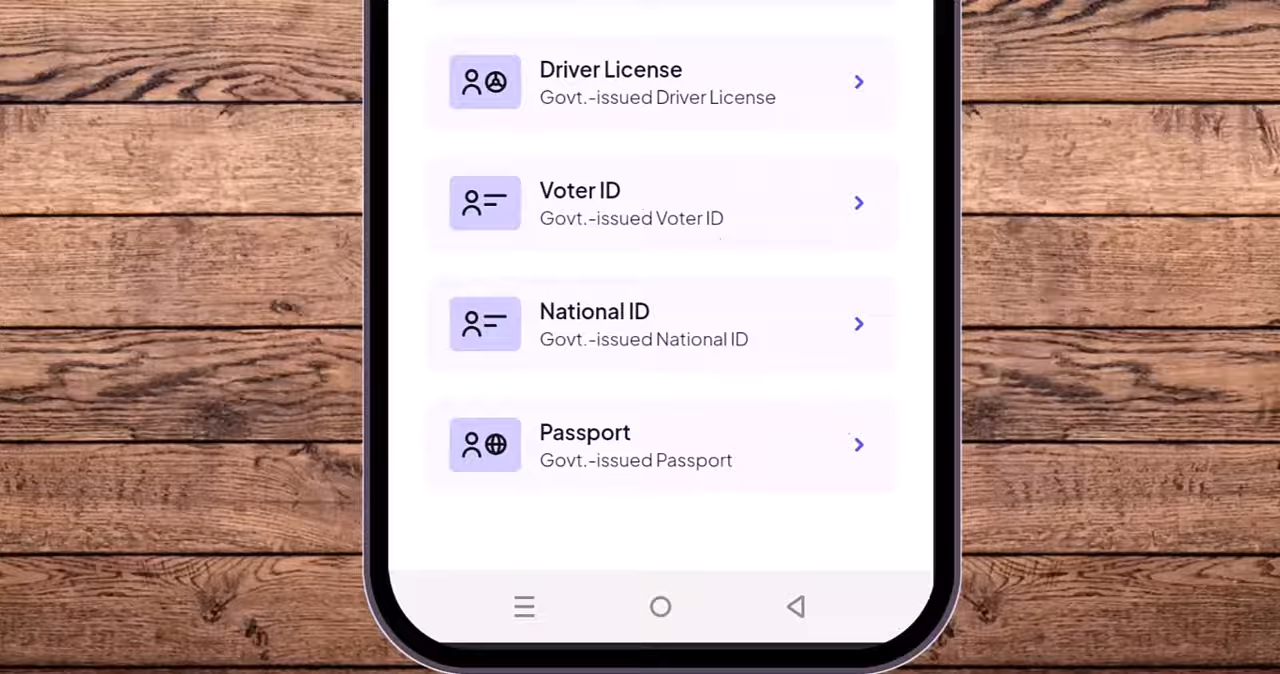 Driver License
Govt.-issued Driver License
Voter ID
Govt.-issued Voter ID
National ID
Govt.-issued National ID
Passport
Govt.-issued Passport